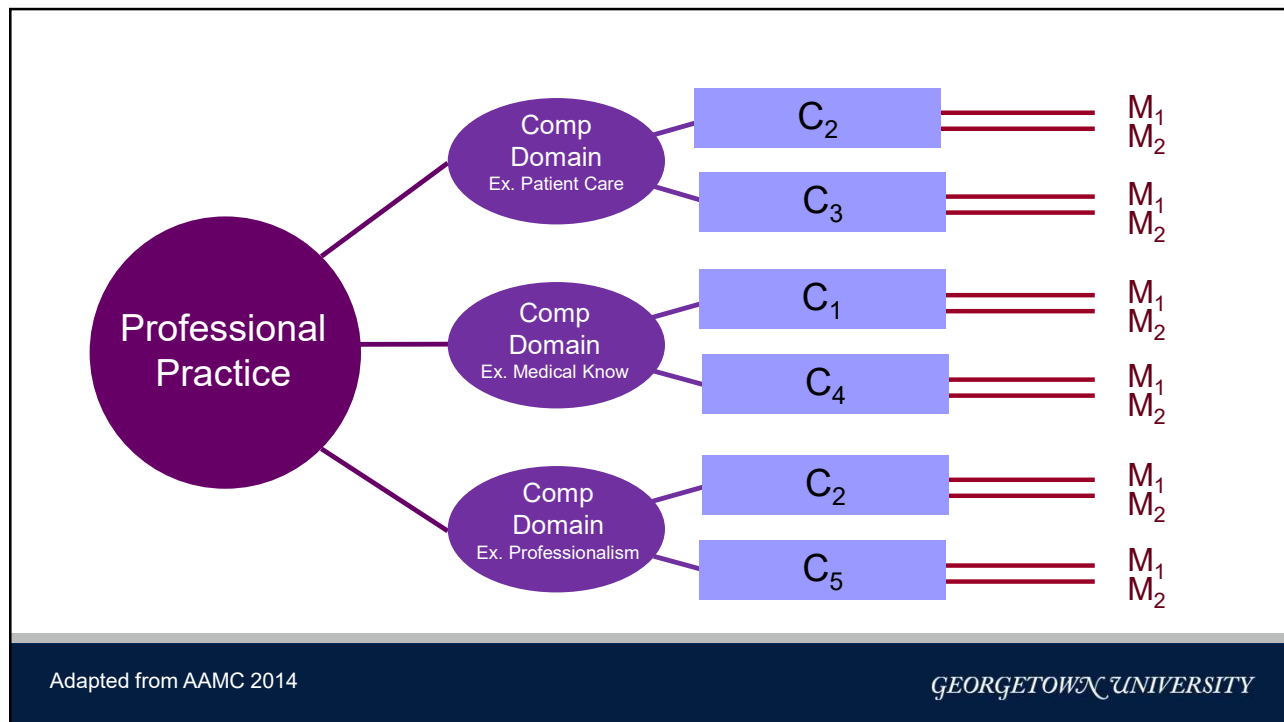 Professional
Practice
Comp
Domain
Ex. Patient Care
C₂
M₁
M₂
C₃
M₁
M₂
Comp
Domain
Ex. Medical Know
C₁
M₁
M₂
C₄
M₁
M₂
Comp
Domain
Ex. Professionalism
C₂
M₁
M₂
C₅
M₁
M₂
Adapted from AAMC 2014
GEORGETOWN UNIVERSITY